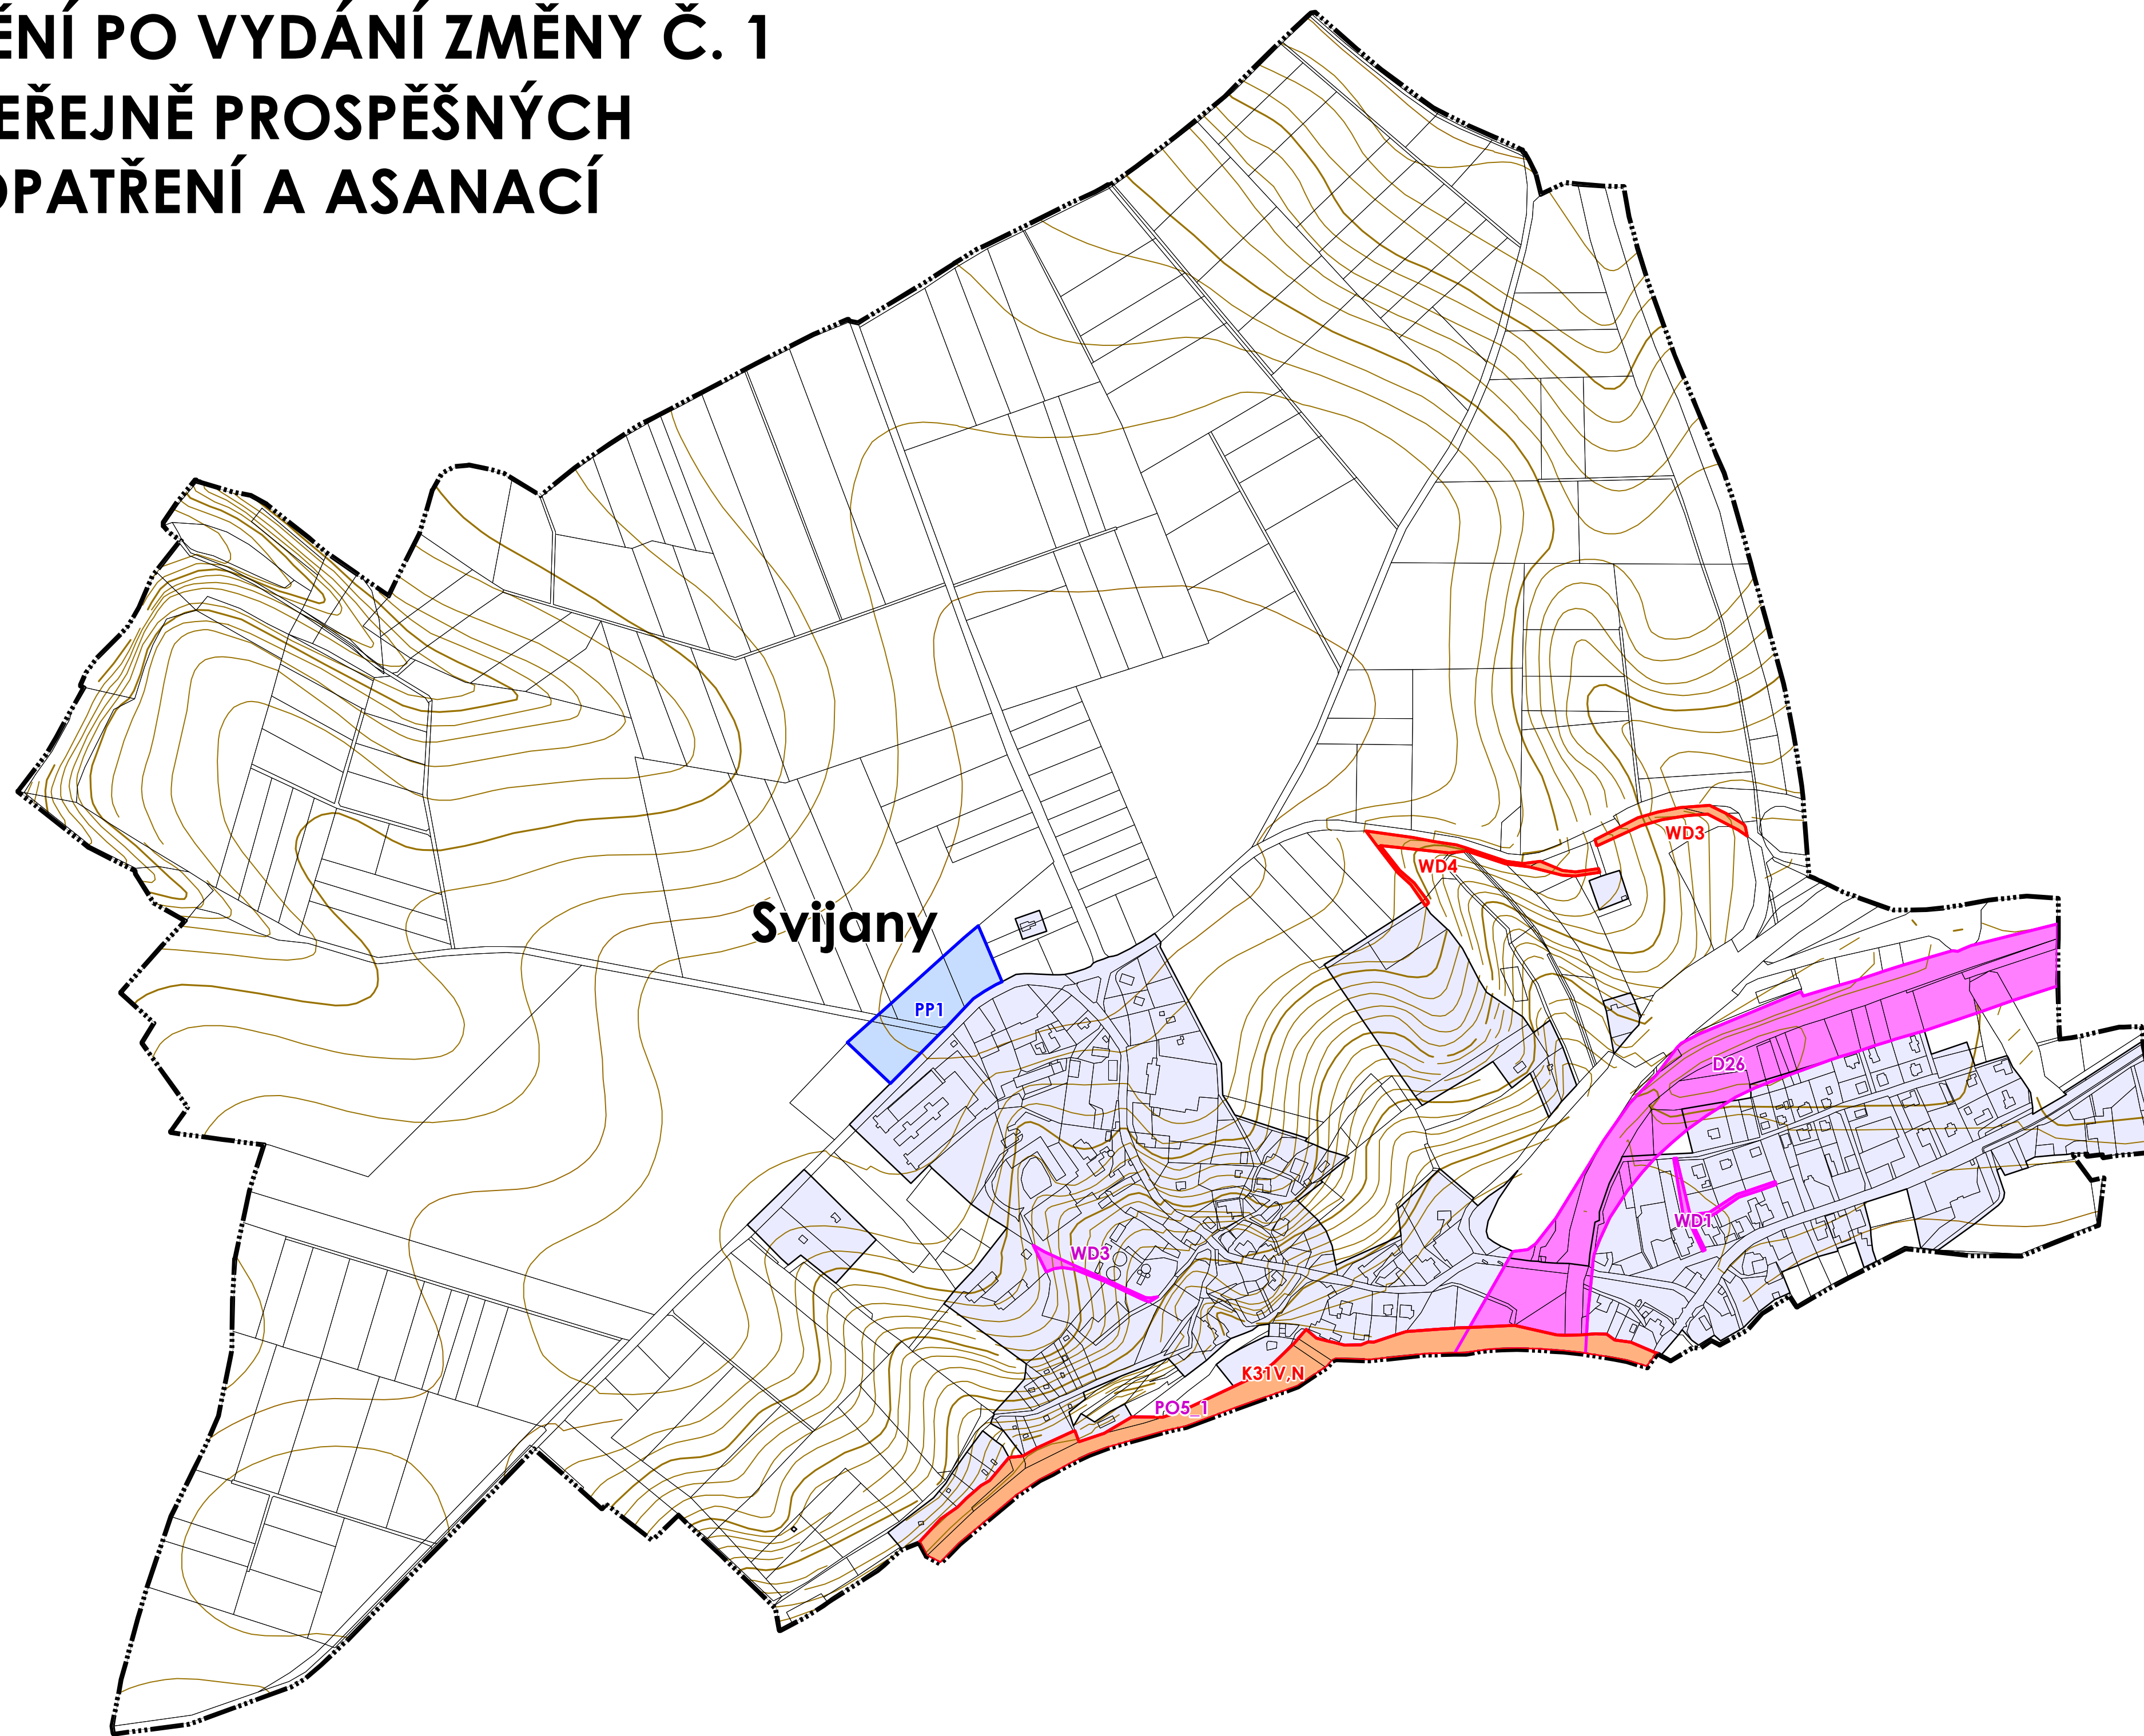 ĚNÍ PO VYDÁNÍ ZMĚNY Č. 1
EŘEJNĚ PROSPĚŠNÝCH
OPATŘENÍ A ASANACÍ
WD3
WD4
Svijany
PP1
D26
WD1
WD3
K31V,N
PO5_1